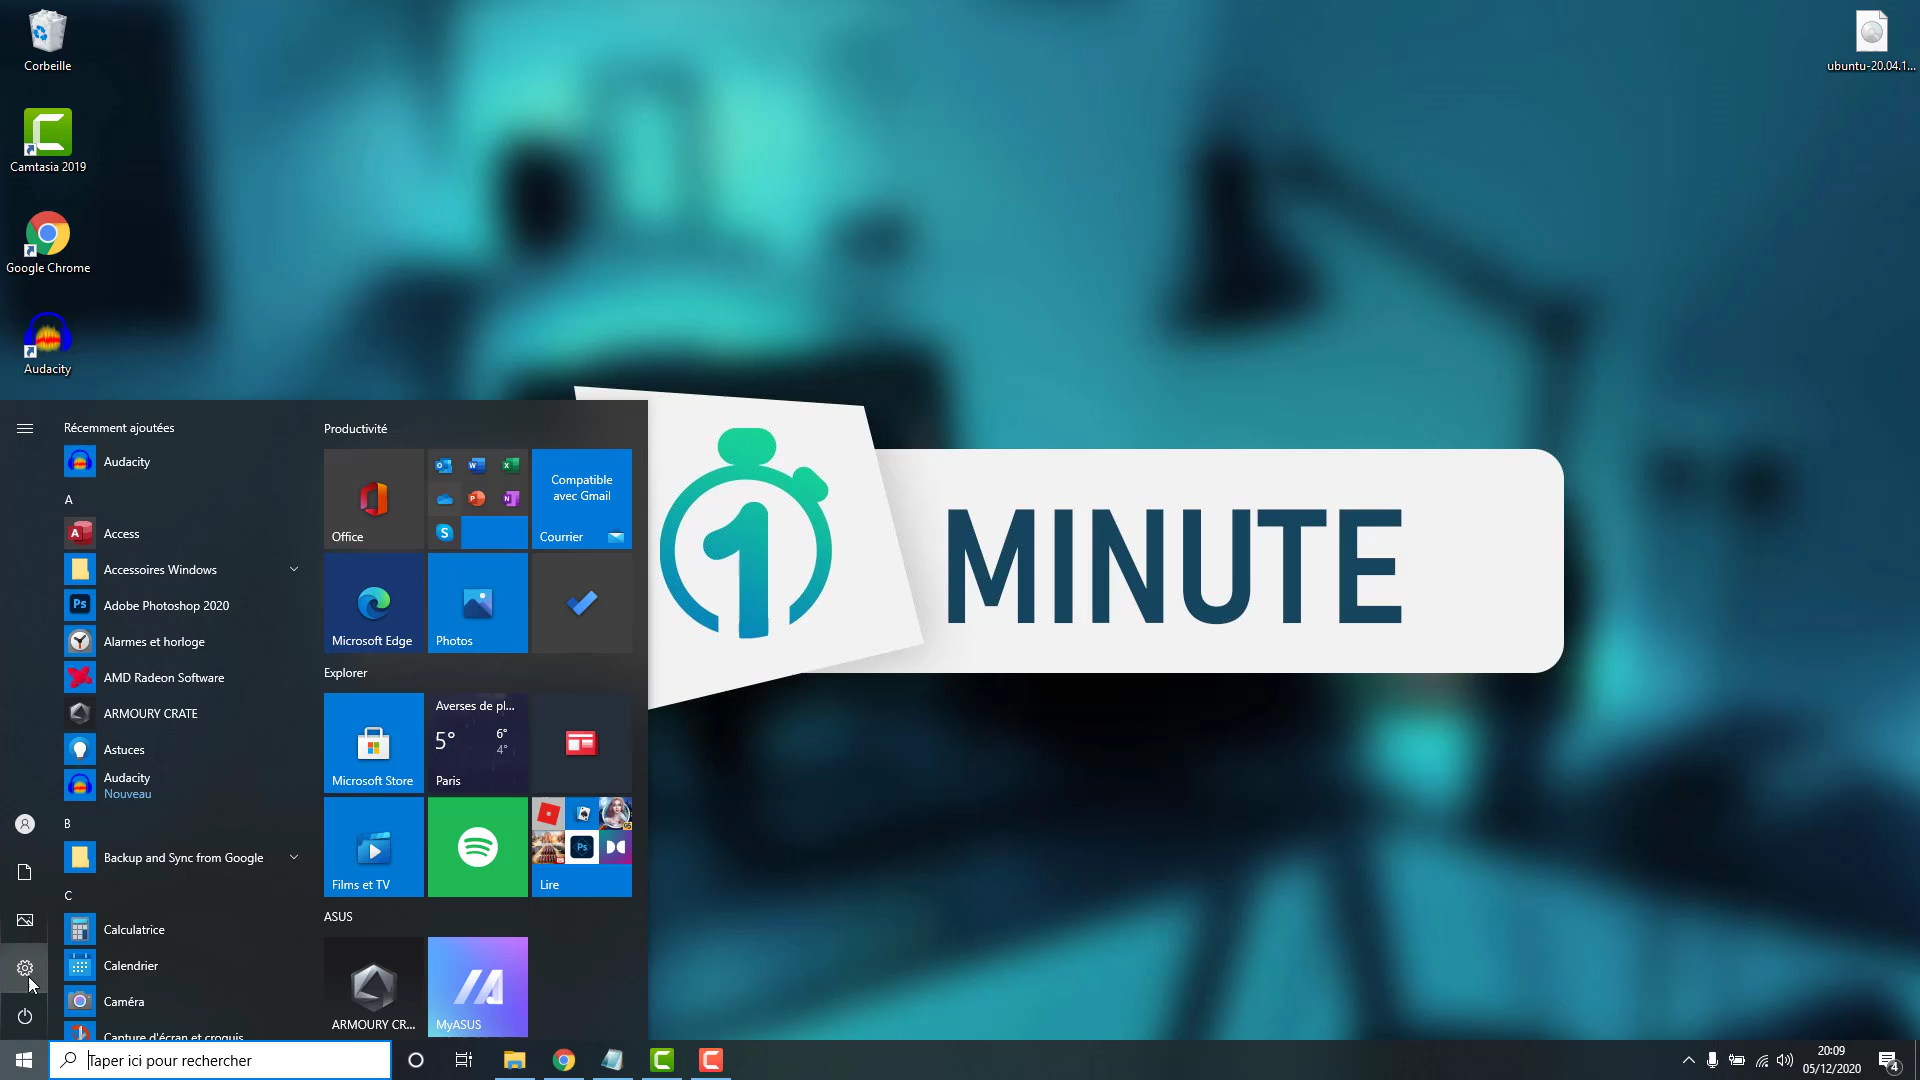 Corbeille
ubuntu-20.04.1...
Camtasia 2019
Google Chrome
Audacity
Récemment ajoutées
Audacity
A
Access
Accessoires Windows
Adobe Photoshop 2020
Alarmes et horloge
AMD Radeon Software
ARMOURY CRATE
Astuces
Audacity
Nouveau
B
Backup and Sync from Google
C
Calculatrice
Calendrier
Caméra
Capture d'écran et croquis
Productivité
Office
Compatible
avec Gmail
Courrier
Microsoft Edge
Photos
Explorer
Microsoft Store
Averses de pl...
5°
6°
4°
Paris
Films et TV
Lire
ASUS
ARMOURY CR...
MyASUS
1
MINUTE
Taper ici pour rechercher
20:09
05/12/2020
4